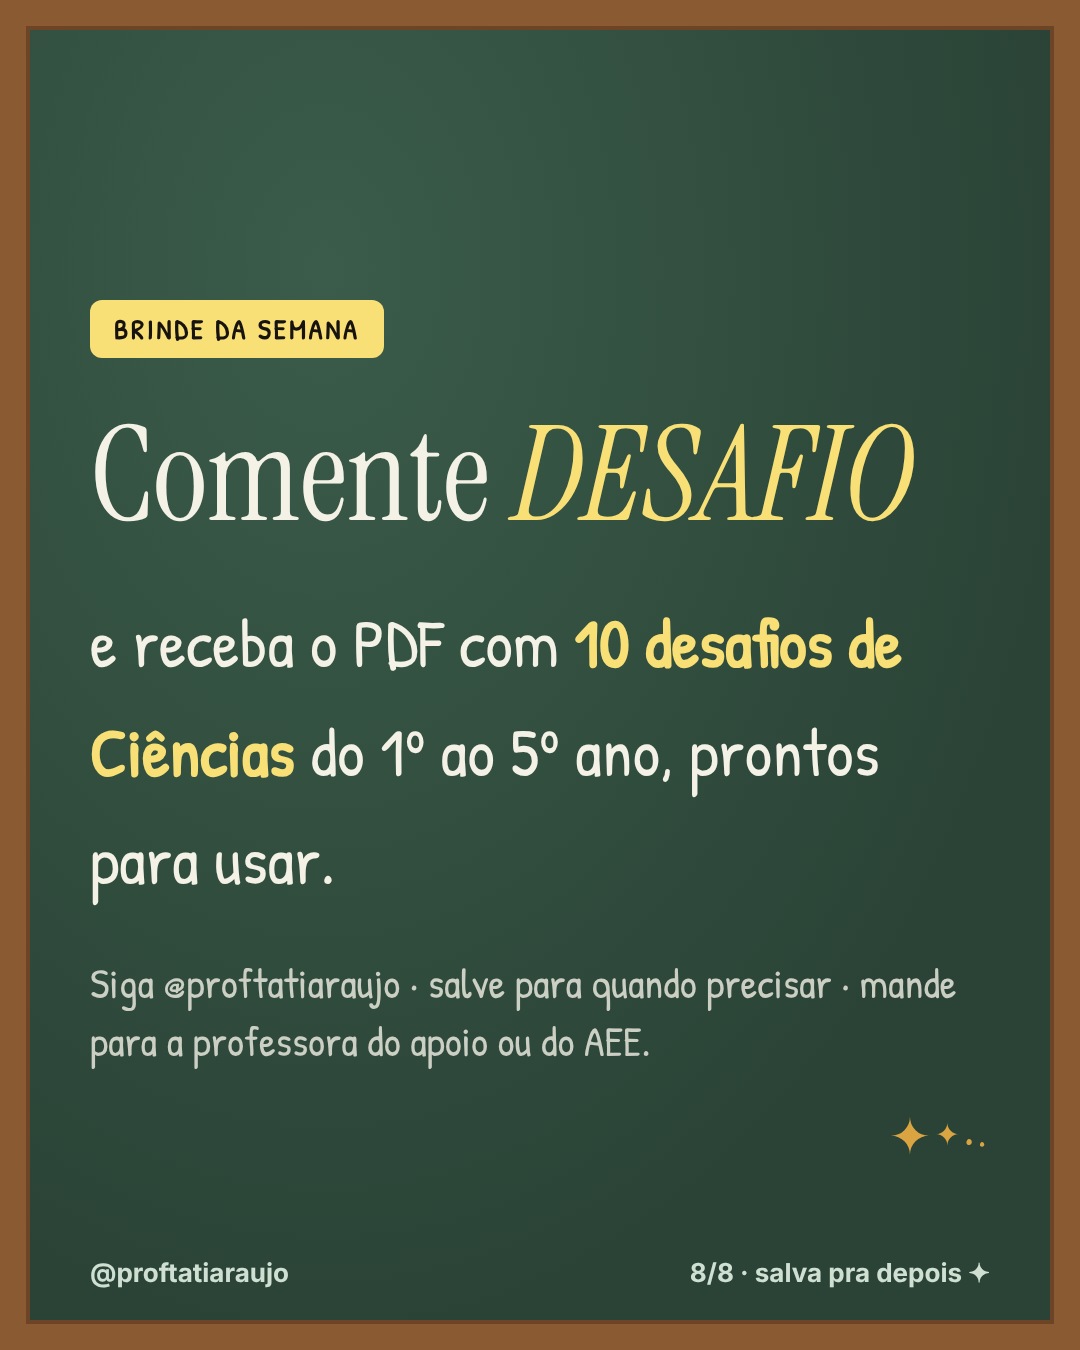 BRINDE DA SEMANA
Comente DESAFIO
e receba o PDF com 10 desafios de
Ciências do 1º ao 5º ano, prontos
para usar.
Siga @proftatiaraujo · salve para quando precisar · mande
para a professora do apoio ou do AEE.
@proftatiaraujo
8/8 · salva pra depois ✦